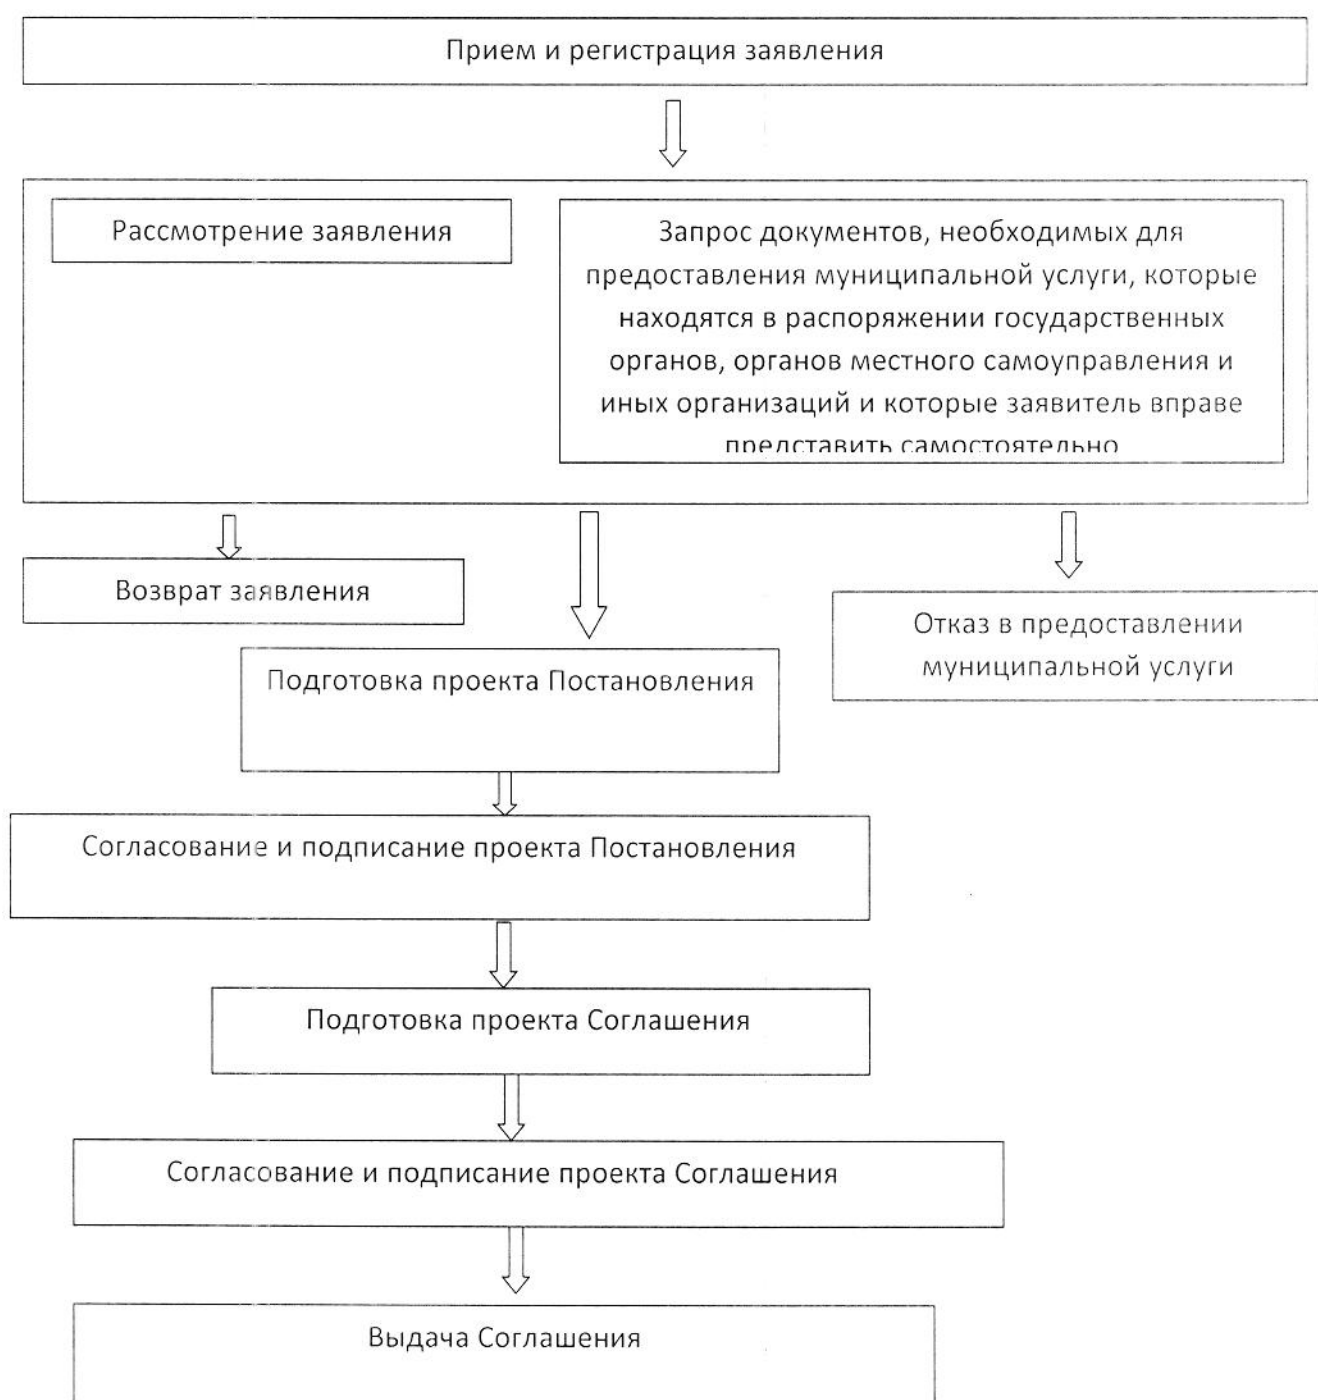 Прием и регистрация заявления
Рассмотрение заявления
Запрос документов, необходимых для
предоставления муниципальной услуги, которые
находятся в распоряжении государственных
органов, органов местного самоуправления и
иных организаций и которые заявитель вправе
представить самостоятельно
Возврат заявления
Отказ в предоставлении
муниципальной услуги
Подготовка проекта Постановления
Согласование и подписание проекта Постановления
Подготовка проекта Соглашения
Согласование и подписание проекта Соглашения
Выдача Соглашения